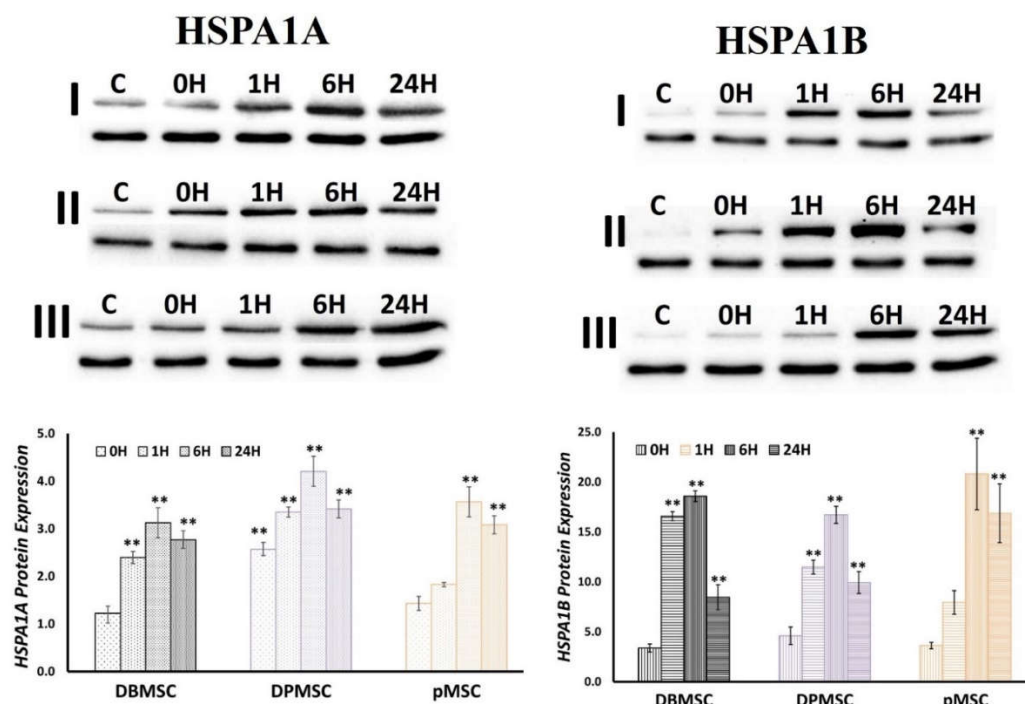 HSPA1A
I C 0H 1H 6H 24H
II C 0H 1H 6H 24H
III C 0H 1H 6H 24H
5.0
4.0
3.0
2.0
1.0
0.0
HSPA1A Protein Expression
0H 1H 6H 24H
** ** **
** ** ** **
** **
DBMSC DPMSC pMSC
HSPA1B
I C 0H 1H 6H 24H
II C 0H 1H 6H 24H
III C 0H 1H 6H 24H
25.0
20.0
15.0
10.0
5.0
0.0
HSPA1B Protein Expression
0H 1H 6H 24H
** ** **
** ** **
** **
DBMSC DPMSC pMSC